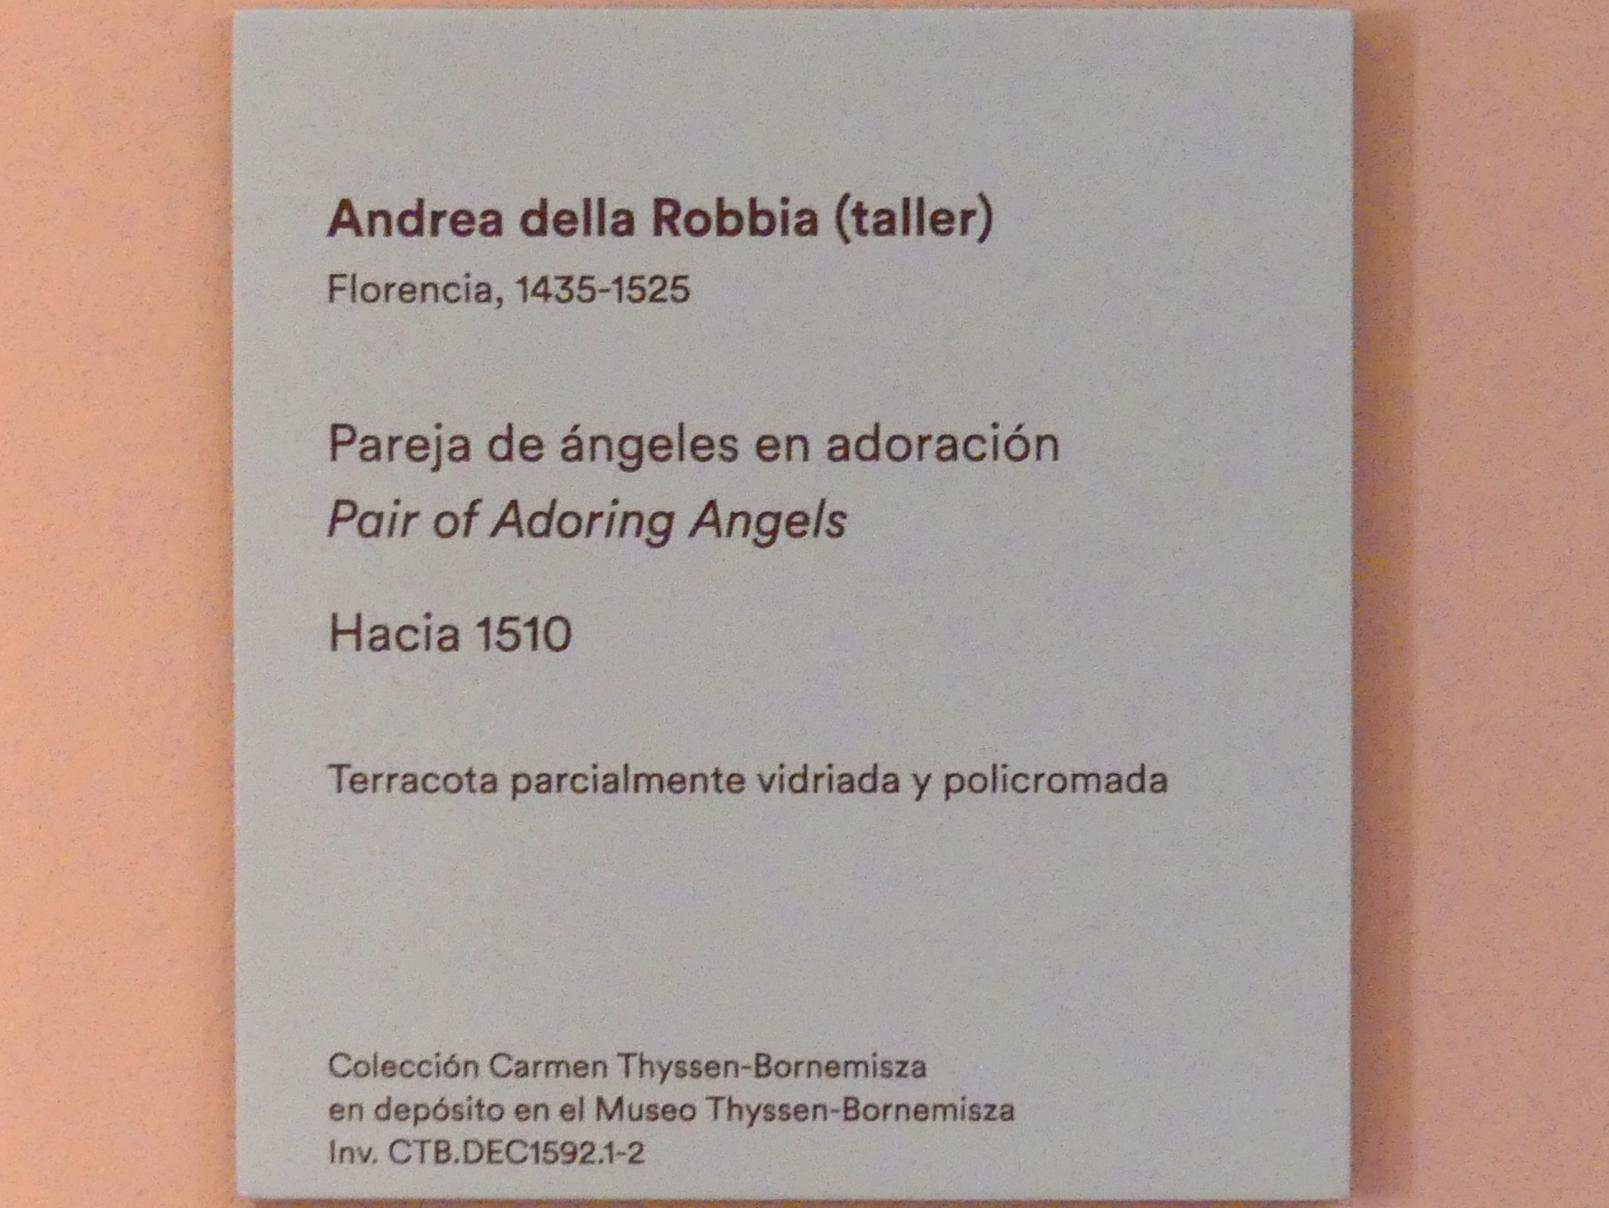 Andrea della Robbia (taller)
Florencia, 1435-1525
Pareja de ángeles en adoración
Pair of Adoring Angels
Hacia 1510
Terracota parcialmente vidriada y policromada
Colección Carmen Thyssen-Bornemisza
en depósito en el Museo Thyssen-Bornemisza
Inv. CTB.DEC1592.1-2